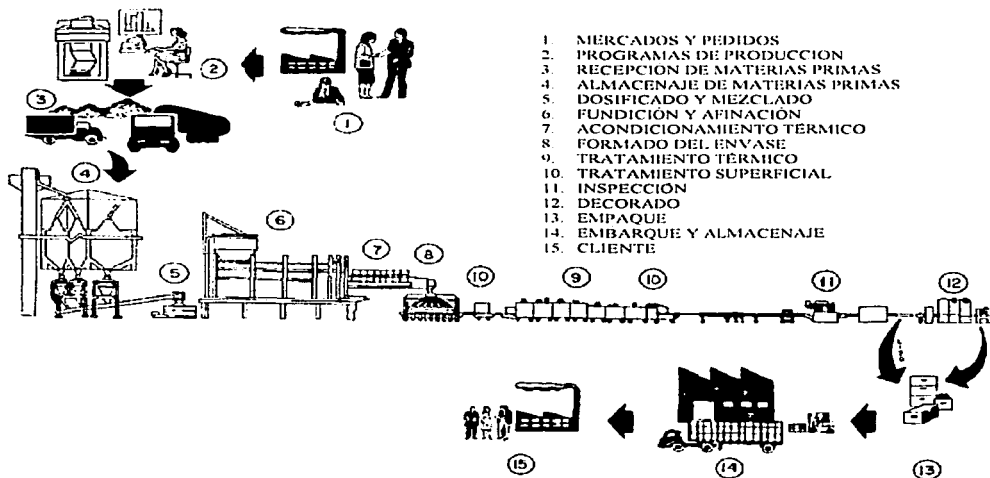 1. MERCADOS Y PEDIDOS
2. PROGRAMAS DE PRODUCCION
3. RECEPCION DE MATERIAS PRIMAS
4. ALMACENAJE DE MATERIAS PRIMAS
5. DOSIFICADO Y MEZCLADO
6. FUNDICIÓN Y AFINACIÓN
7. ACONDICIONAMIENTO TÉRMICO
8. FORMADO DEL ENVASE
9. TRATAMIENTO TÉRMICO
10. TRATAMIENTO SUPERFICIAL
11. INSPECCIÓN
12. DECORADO
13. EMPAQUE
14. EMBARQUE Y ALMACENAJE
15. CLIENTE
2
1
3
4
6
5
7
8
10
9
10
11
12
15
14
13